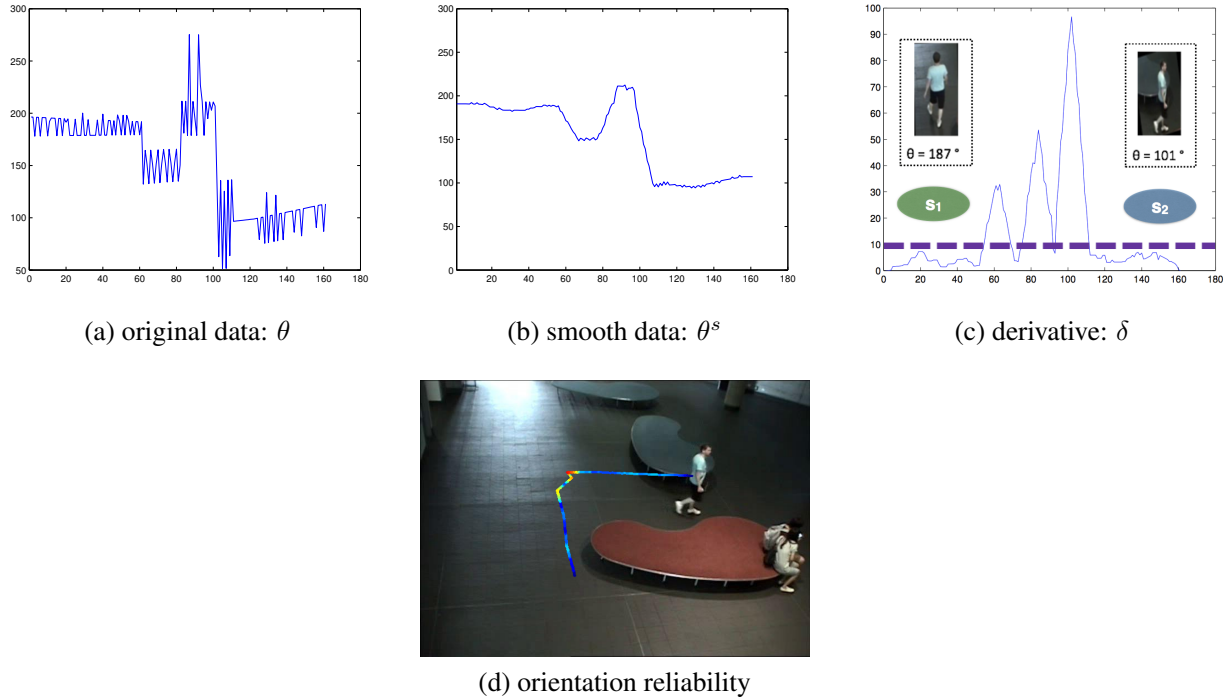 300
250
200
150
100
50
0 20 40 60 80 100 120 140 160 180
(a) original data: θ
300
250
200
150
100
50
0
0 20 40 60 80 100 120 140 160 180
(b) smooth data: θˢ
100
90
80
70
60
50
40
30
20
10
0
θ = 187 °
θ = 101 °
S₁
S₂
0 20 40 60 80 100 120 140 160 180
(c) derivative: δ
(d) orientation reliability